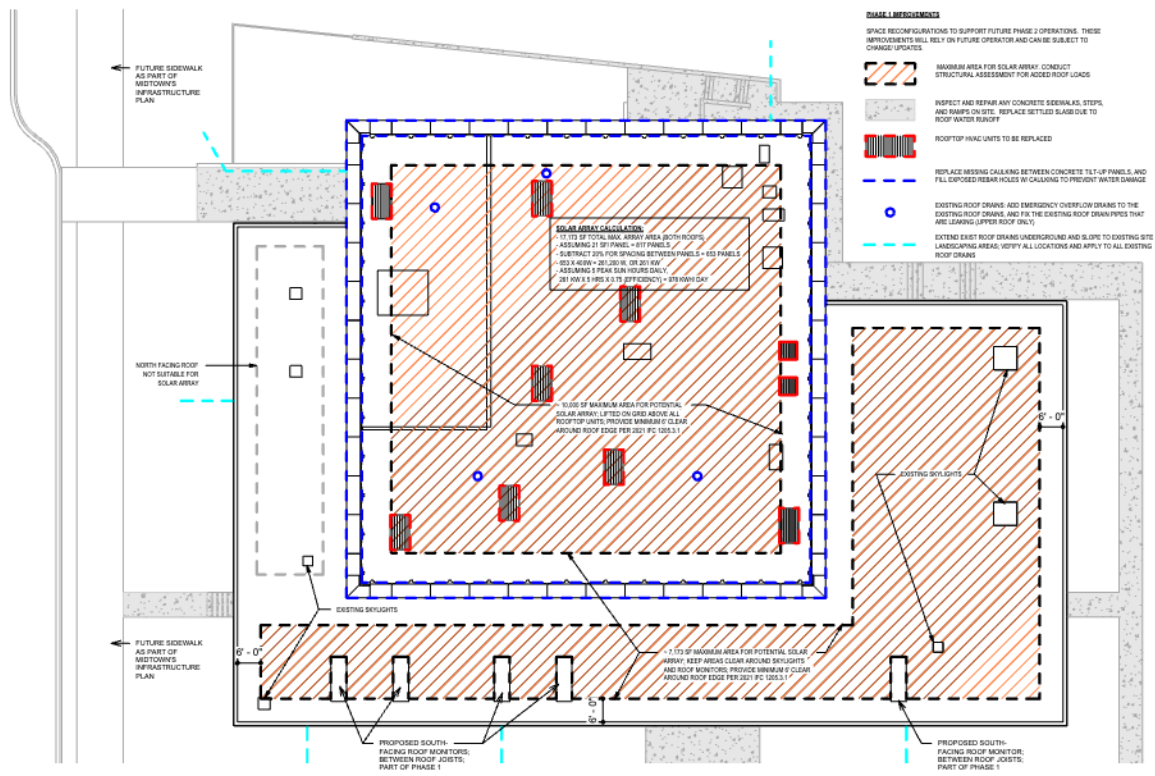 PHASE 1 IMPROVEMENTS
SPACE RECONFIGURATIONS TO SUPPORT FUTURE PHASE 2 OPERATIONS. THESE
IMPROVEMENTS WILL RELY ON FUTURE OPERATOR AND CAN BE SUBJECT TO
CHANGE/ UPDATES.
MAXIMUM AREA FOR SOLAR ARRAY. CONDUCT
STRUCTURAL ASSESSMENT FOR ADDED ROOF LOADS
INSPECT AND REPAIR ANY CONCRETE SIDEWALKS, STEPS,
AND RAMPS ON SITE. REPLACE SETTLED SLASB DUE TO
ROOF WATER RUNOFF
ROOFTOP HVAC UNITS TO BE REPLACED
REPLACE MISSING CAULKING BETWEEN CONCRETE TILT-UP PANELS, AND
FILL EXPOSED REBAR HOLES W/ CAULKING TO PREVENT WATER DAMAGE
EXISTING ROOF DRAINS: ADD EMERGENCY OVERFLOW DRAINS TO THE
EXISTING ROOF DRAINS, AND FIX THE EXISTING ROOF DRAIN PIPES THAT
ARE LEAKING (UPPER ROOF ONLY)
EXTEND EXIST ROOF DRAINS UNDERGROUND AND SLOPE TO EXISTING SITE
LANDSCAPING AREAS; VERIFY ALL LOCATIONS AND APPLY TO ALL EXISTING
ROOF DRAINS
FUTURE SIDEWALK
AS PART OF
MIDTOWN'S
INFRASTRUCTURE
PLAN
SOLAR ARRAY CALCULATION:
- 17,173 SF TOTAL MAX. ARRAY AREA (BOTH ROOFS)
- ASSUMING 21 SF/ PANEL = 817 PANELS
- SUBTRACT 20% FOR SPACING BETWEEN PANELS = 653 PANELS
- 653 X 400W = 261,200 W, OR 261 KW
- ASSUMING 5 PEAK SUN HOURS DAILY,
261 KW X 5 HRS X 0.75 (EFFICIENCY) = 978 KWH/ DAY
NORTH FACING ROOF
NOT SUITABLE FOR
SOLAR ARRAY
~ 10,000 SF MAXIMUM AREA FOR POTENTIAL
SOLAR ARRAY; LIFTED ON GRID ABOVE ALL
ROOFTOP UNITS; PROVIDE MINIMUM 6' CLEAR
AROUND ROOF EDGE PER 2021 IFC 1205.3.1
6' - 0"
EXISTING SKYLIGHTS
EXISTING SKYLIGHTS
FUTURE SIDEWALK
AS PART OF
MIDTOWN'S
INFRASTRUCTURE
PLAN
6' - 0"
~ 7,173 SF MAXIMUM AREA FOR POTENTIAL SOLAR
ARRAY; KEEP AREAS CLEAR AROUND SKYLIGHTS
AND ROOF MONITORS; PROVIDE MINIMUM 6' CLEAR
AROUND ROOF EDGE PER 2021 IFC 1205.3.1
6' - 0"
PROPOSED SOUTH-
FACING ROOF MONITORS;
BETWEEN ROOF JOISTS;
PART OF PHASE 1
PROPOSED SOUTH-
FACING ROOF MONITOR;
BETWEEN ROOF JOISTS;
PART OF PHASE 1